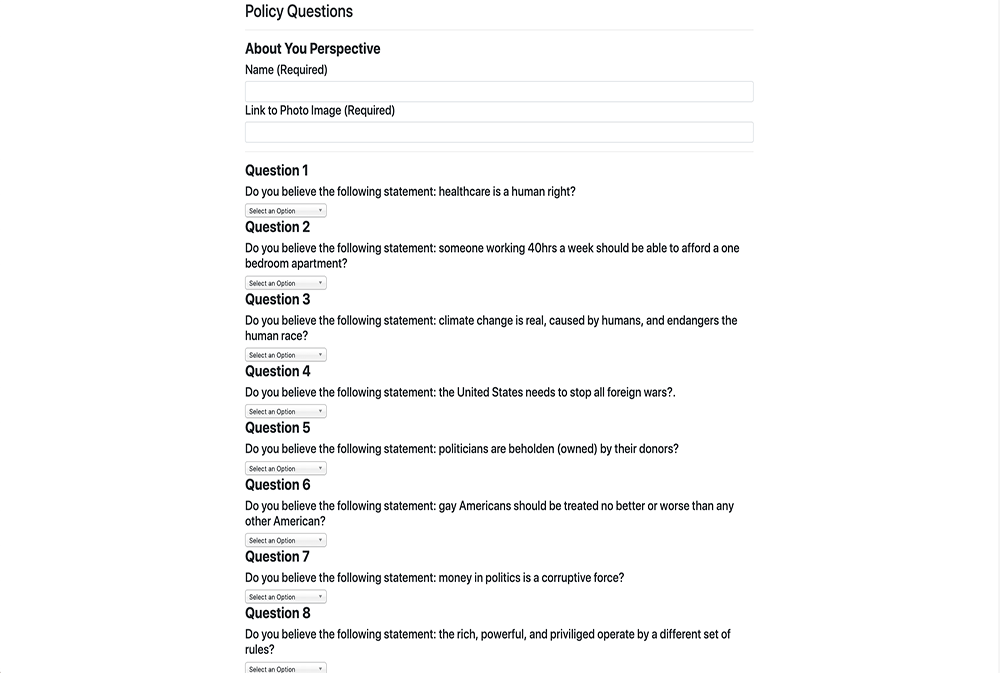 Policy Questions
About You Perspective
Name (Required)
Link to Photo Image (Required)
Question 1
Do you believe the following statement: healthcare is a human right?
Select an Option
Question 2
Do you believe the following statement: someone working 40hrs a week should be able to afford a one
bedroom apartment?
Select an Option
Question 3
Do you believe the following statement: climate change is real, caused by humans, and endangers the
human race?
Select an Option
Question 4
Do you believe the following statement: the United States needs to stop all foreign wars?.
Select an Option
Question 5
Do you believe the following statement: politicians are beholden (owned) by their donors?
Select an Option
Question 6
Do you believe the following statement: gay Americans should be treated no better or worse than any
other American?
Select an Option
Question 7
Do you believe the following statement: money in politics is a corruptive force?
Select an Option
Question 8
Do you believe the following statement: the rich, powerful, and priviliged operate by a different set of
rules?
Select an Option